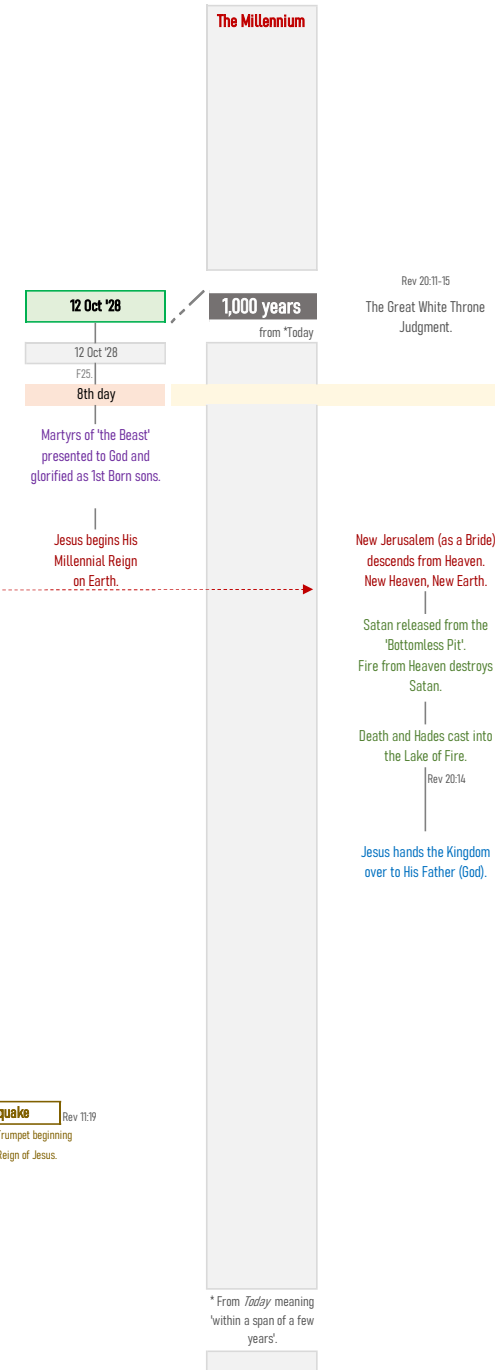 The Millennium
12 Oct '28
12 Oct '28
F25.
8th day
Martyrs of 'the Beast'
presented to God and
glorified as 1st Born sons.
Jesus begins His
Millennial Reign
on Earth.
1,000 years
from *Today
Rev 20:11-15
The Great White Throne
Judgment.
New Jerusalem (as a Bride)
descends from Heaven.
New Heaven, New Earth.
Satan released from the
'Bottomless Pit'.
Fire from Heaven destroys
Satan.
Death and Hades cast into
the Lake of Fire.
Rev 20:14
Jesus hands the Kingdom
over to His Father (God).
quake
Rev 11:19
Trumpet beginning
Reign of Jesus.
* From Today meaning
'within a span of a few
years'.